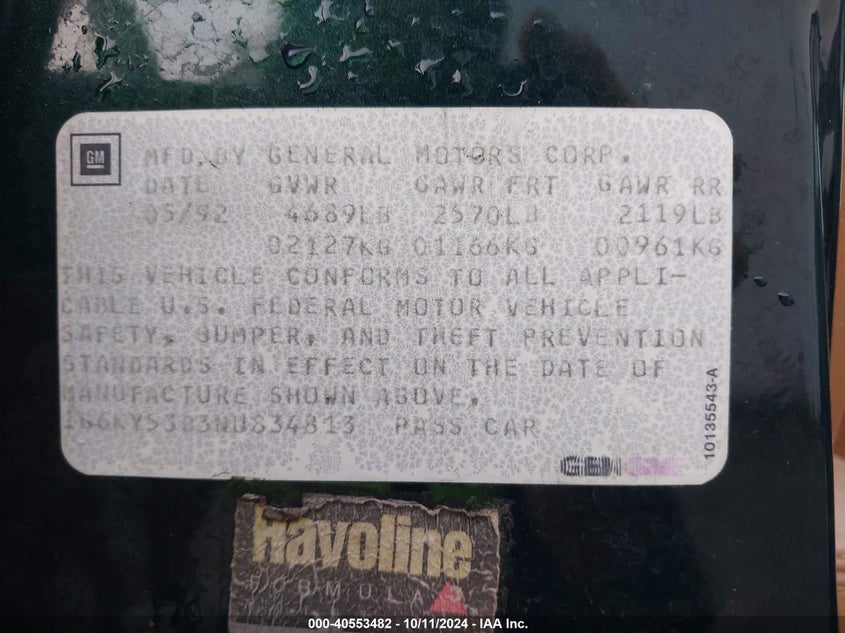 GM
MFD. BY GENERAL MOTORS CORP.
DATE GVWR GAWR FRT GAWR RR
05/92 4689LB 2570LB 2119LB
02127KG 01166KG 00961KG
THIS VEHICLE CONFORMS TO ALL APPLI-
CABLE U.S. FEDERAL MOTOR VEHICLE
SAFETY, BUMPER, AND THEFT PREVENTION
STANDARDS IN EFFECT ON THE DATE OF
MANUFACTURE SHOWN ABOVE.
1G6KY53B3NU834813 PASS CAR
10135543-A
havoline
FORMULA
000-40553482 - 10/11/2024 - IAA Inc.